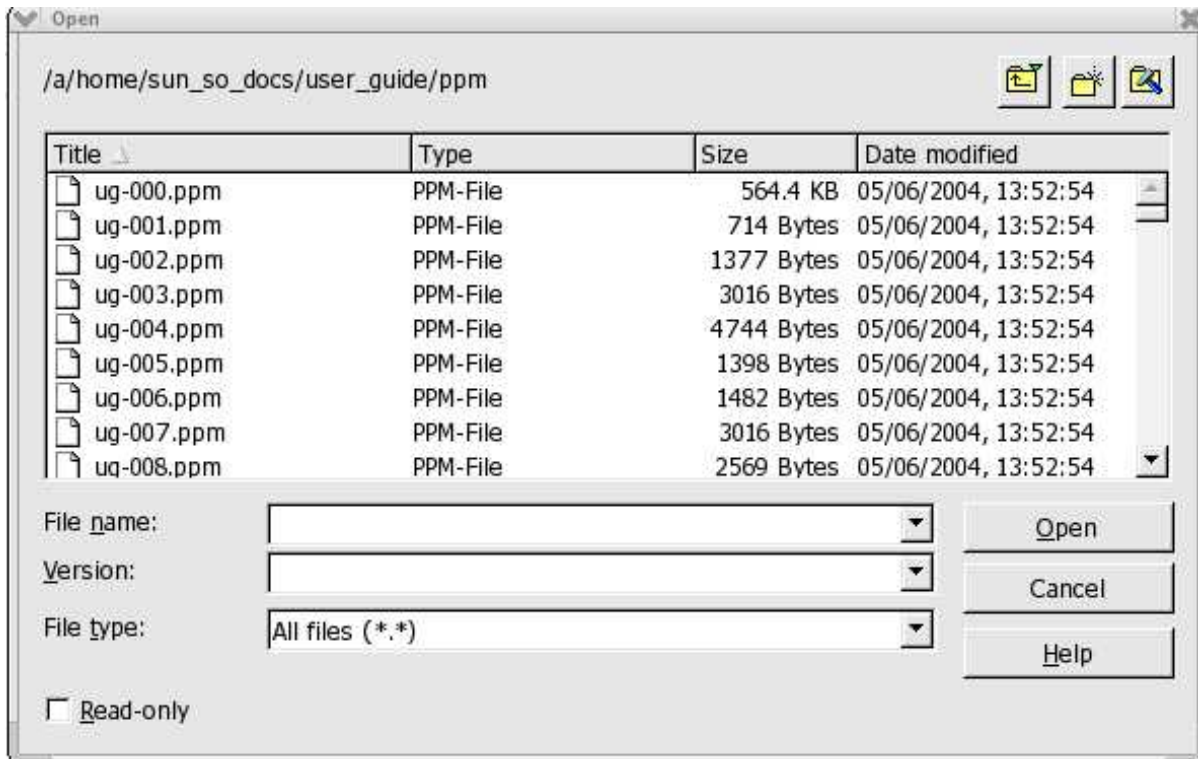 Open
/a/home/sun_so_docs/user_guide/ppm
Title Type Size Date modified
ug-000.ppm PPM-File 564.4 KB 05/06/2004, 13:52:54
ug-001.ppm PPM-File 714 Bytes 05/06/2004, 13:52:54
ug-002.ppm PPM-File 1377 Bytes 05/06/2004, 13:52:54
ug-003.ppm PPM-File 3016 Bytes 05/06/2004, 13:52:54
ug-004.ppm PPM-File 4744 Bytes 05/06/2004, 13:52:54
ug-005.ppm PPM-File 1398 Bytes 05/06/2004, 13:52:54
ug-006.ppm PPM-File 1482 Bytes 05/06/2004, 13:52:54
ug-007.ppm PPM-File 3016 Bytes 05/06/2004, 13:52:54
ug-008.ppm PPM-File 2569 Bytes 05/06/2004, 13:52:54
File name:
Open
Version:
Cancel
File type: All files (*.*)
Help
Read-only